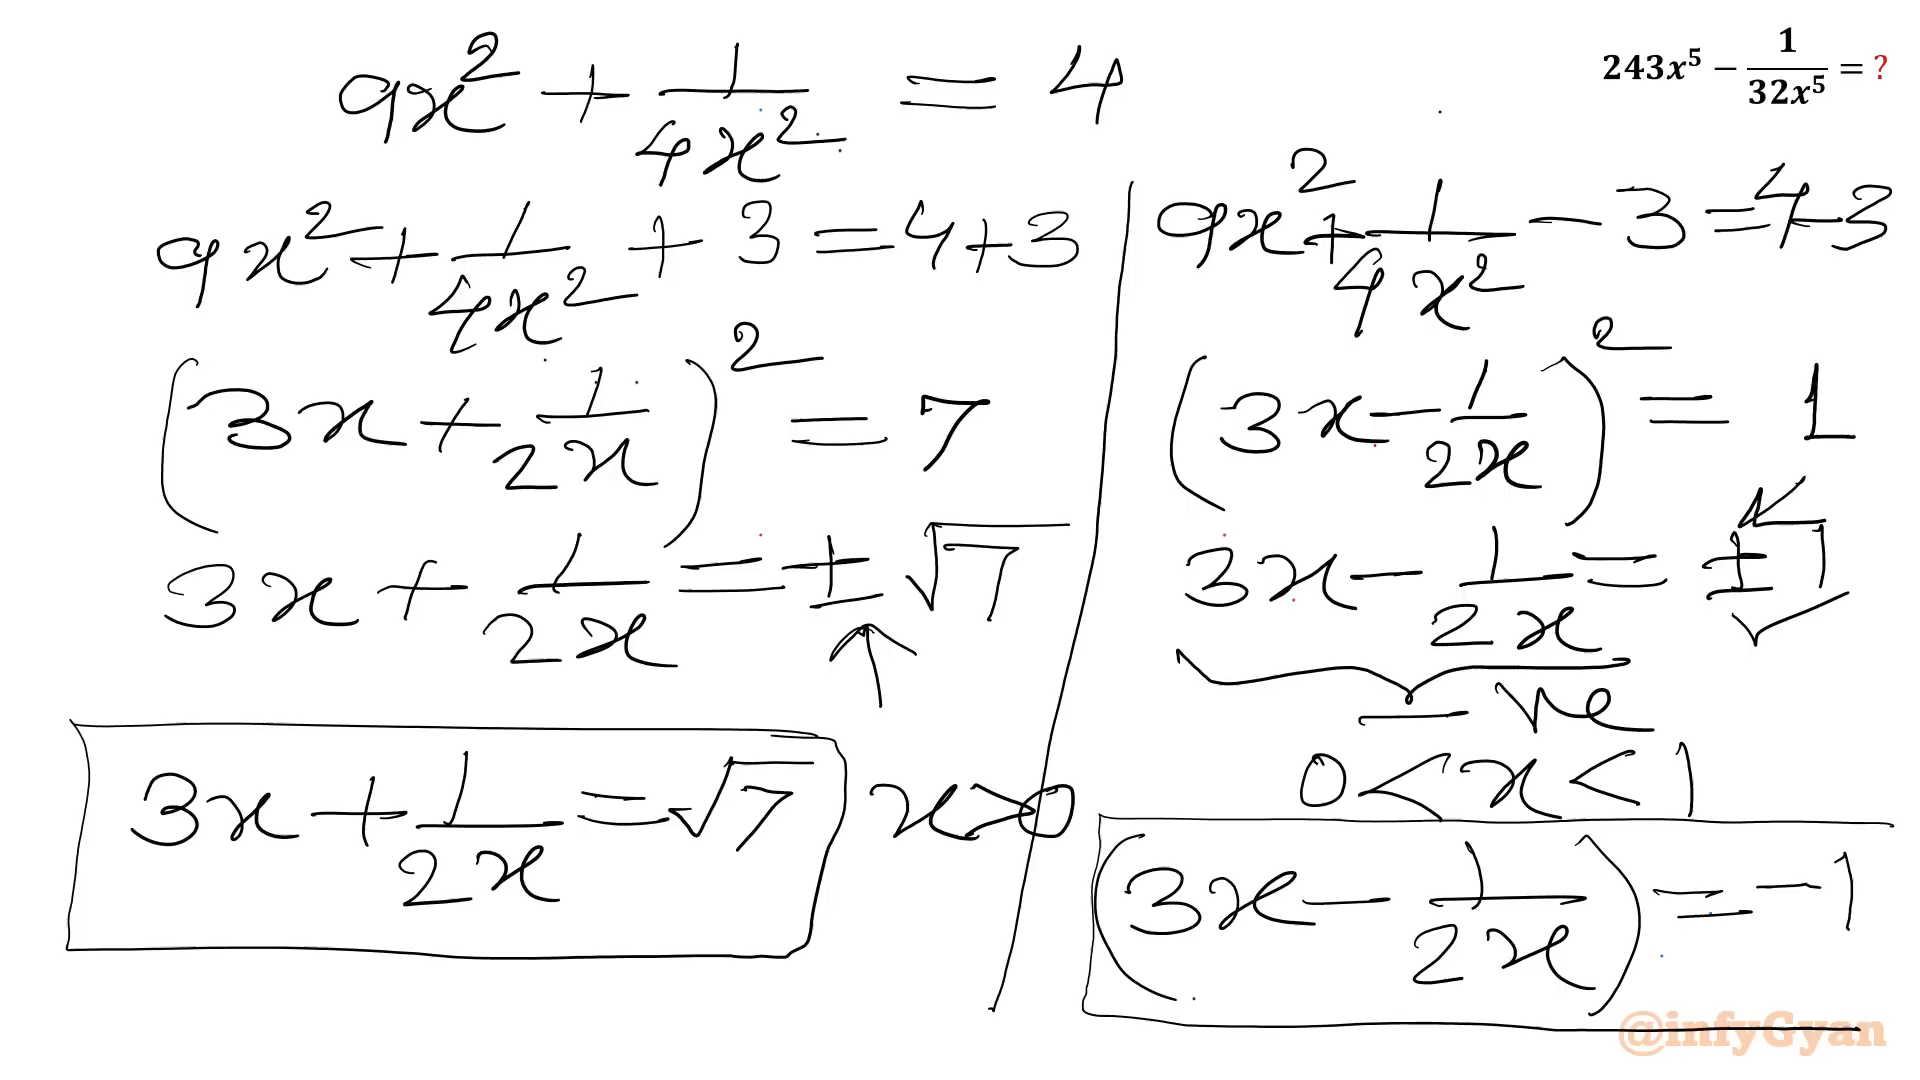 9x² + 1/4x² = 4
243x⁵ − 1/32x⁵ = ?
9x² + 1/4x² + 3 = 4+3
(3x + 1/2x)² = 7
3x + 1/2x = ± √7
3x + 1/2x = √7 x>0
9x² + 1/4x² − 3 = 4−3
(3x − 1/2x)² = 1
3x − 1/2x = ±1
−ve
0<x<1
(3x − 1/2x) = −1
@infyGyan